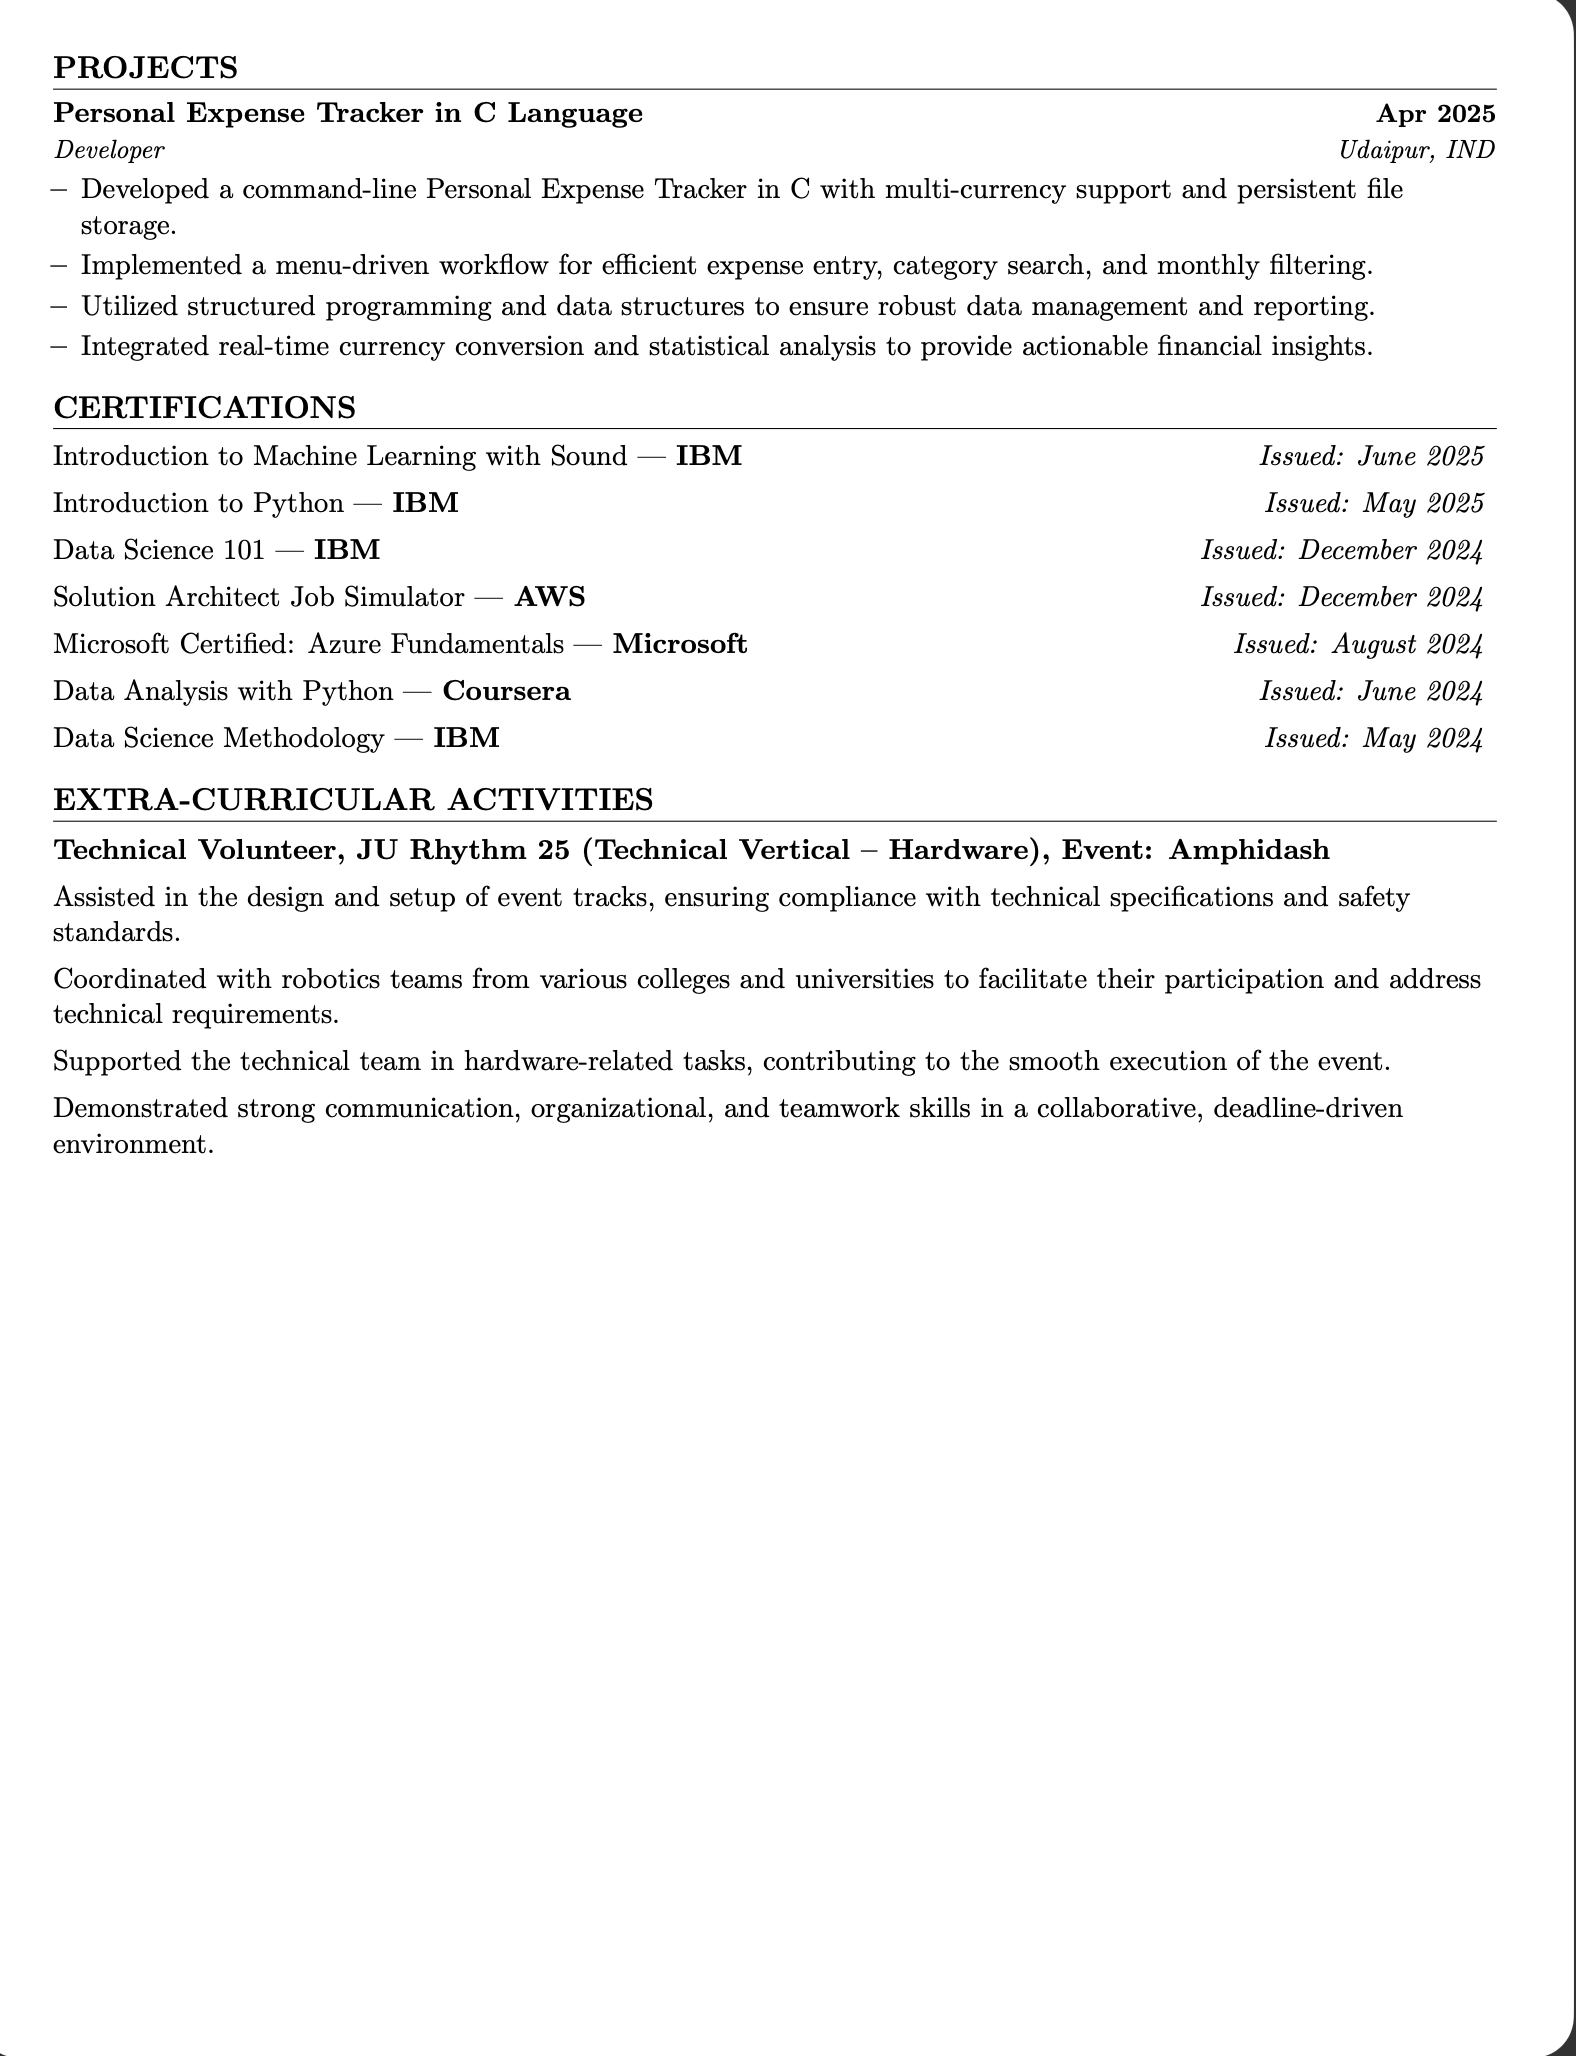 PROJECTS
Personal Expense Tracker in C Language Apr 2025
Developer Udaipur, IND
– Developed a command-line Personal Expense Tracker in C with multi-currency support and persistent file
storage.
– Implemented a menu-driven workflow for efficient expense entry, category search, and monthly filtering.
– Utilized structured programming and data structures to ensure robust data management and reporting.
– Integrated real-time currency conversion and statistical analysis to provide actionable financial insights.
CERTIFICATIONS
Introduction to Machine Learning with Sound — IBM Issued: June 2025
Introduction to Python — IBM Issued: May 2025
Data Science 101 — IBM Issued: December 2024
Solution Architect Job Simulator — AWS Issued: December 2024
Microsoft Certified: Azure Fundamentals — Microsoft Issued: August 2024
Data Analysis with Python — Coursera Issued: June 2024
Data Science Methodology — IBM Issued: May 2024
EXTRA-CURRICULAR ACTIVITIES
Technical Volunteer, JU Rhythm 25 (Technical Vertical – Hardware), Event: Amphidash
Assisted in the design and setup of event tracks, ensuring compliance with technical specifications and safety
standards.
Coordinated with robotics teams from various colleges and universities to facilitate their participation and address
technical requirements.
Supported the technical team in hardware-related tasks, contributing to the smooth execution of the event.
Demonstrated strong communication, organizational, and teamwork skills in a collaborative, deadline-driven
environment.